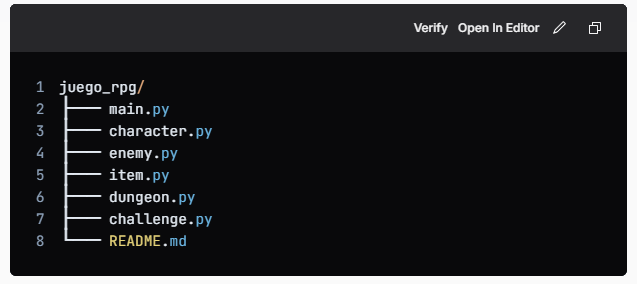 Verify Open In Editor
1 juego_rpg/
2 ├── main.py
3 ├── character.py
4 ├── enemy.py
5 ├── item.py
6 ├── dungeon.py
7 ├── challenge.py
8 └── README.md